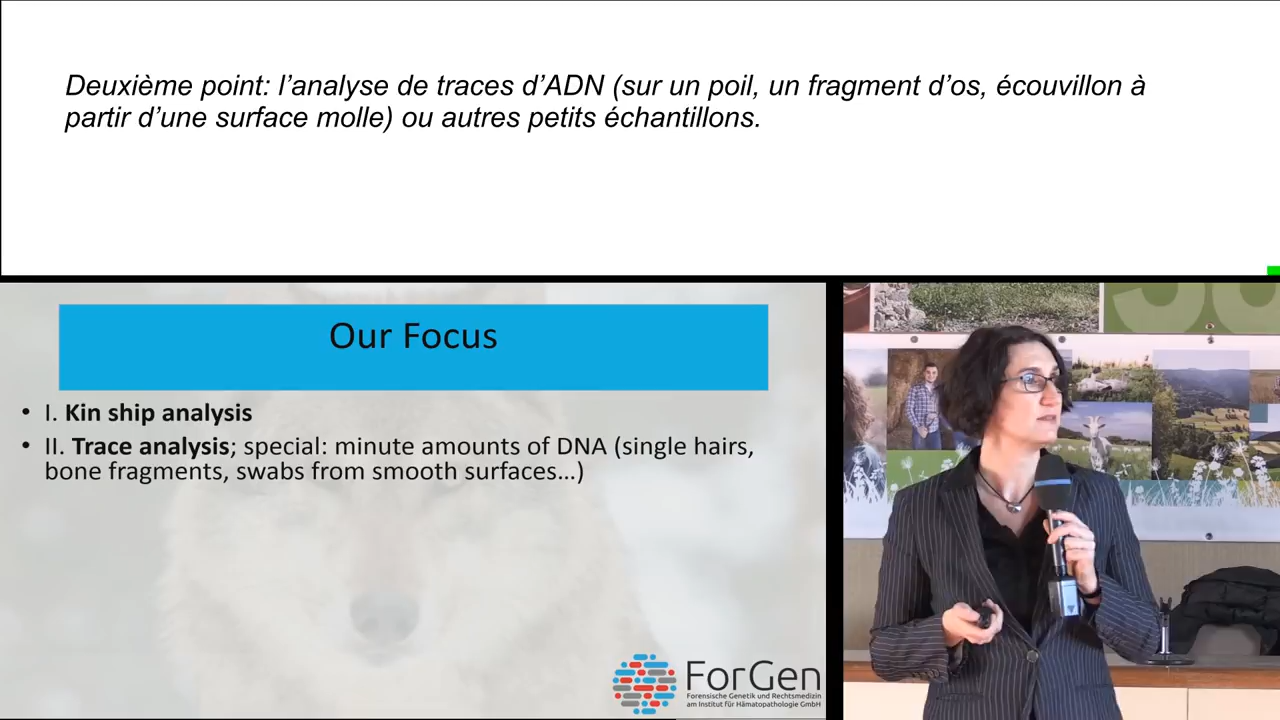 Deuxième point: l’analyse de traces d’ADN (sur un poil, un fragment d’os, écouvillon à
partir d’une surface molle) ou autres petits échantillons.
Our Focus
• I. Kin ship analysis
• II. Trace analysis; special: minute amounts of DNA (single hairs,
bone fragments, swabs from smooth surfaces...)
ForGen
Forensische Genetik und Rechtsmedizin
am Institut für Hämatopathologie GmbH